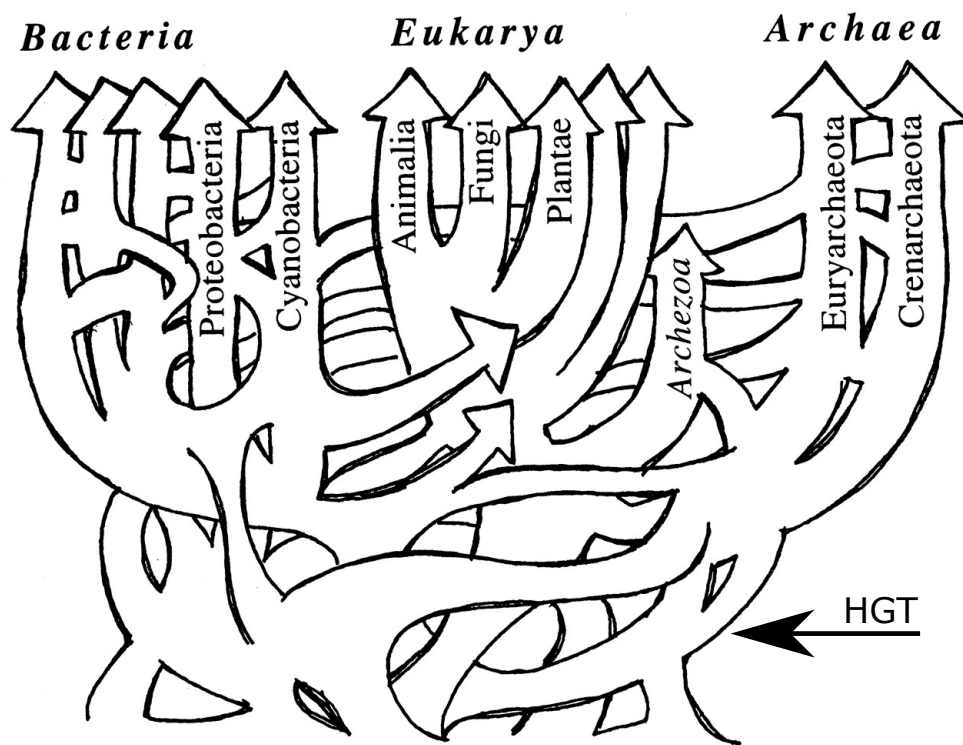 Bacteria
Eukarya
Archaea
Proteobacteria
Cyanobacteria
Animalia
Fungi
Plantae
Archezoa
Euryarchaeota
Crenarchaeota
HGT